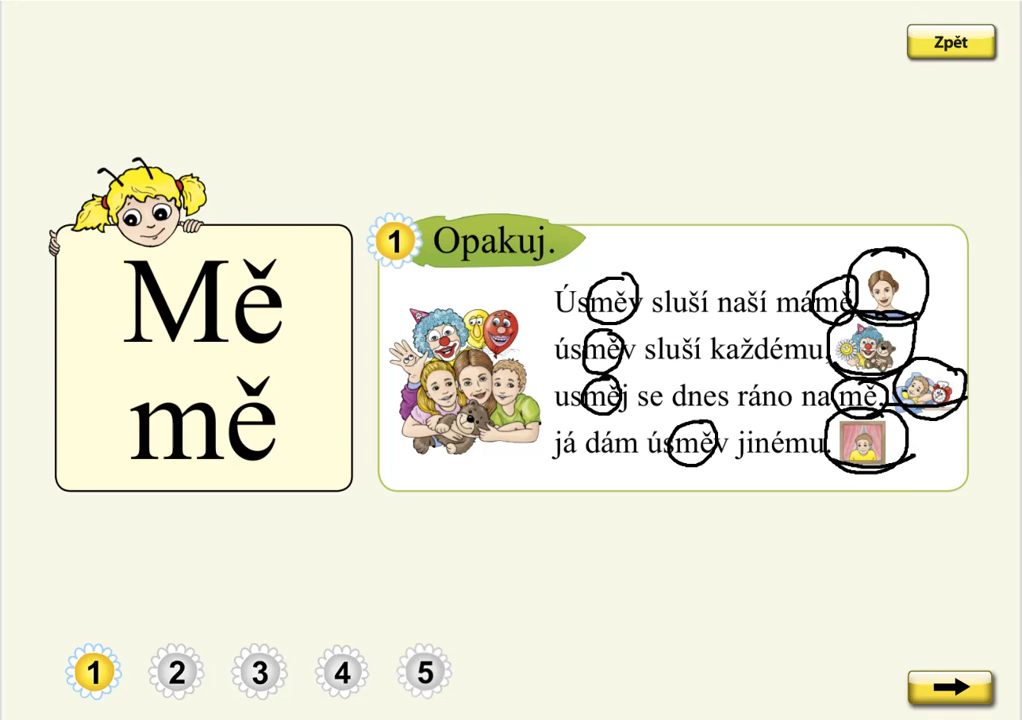 Zpět
Mě
mě
1 Opakuj.
Úsměv sluší naší mámě,
úsměv sluší každému,
usměj se dnes ráno na mě,
já dám úsměv jinému.
1 2 3 4 5